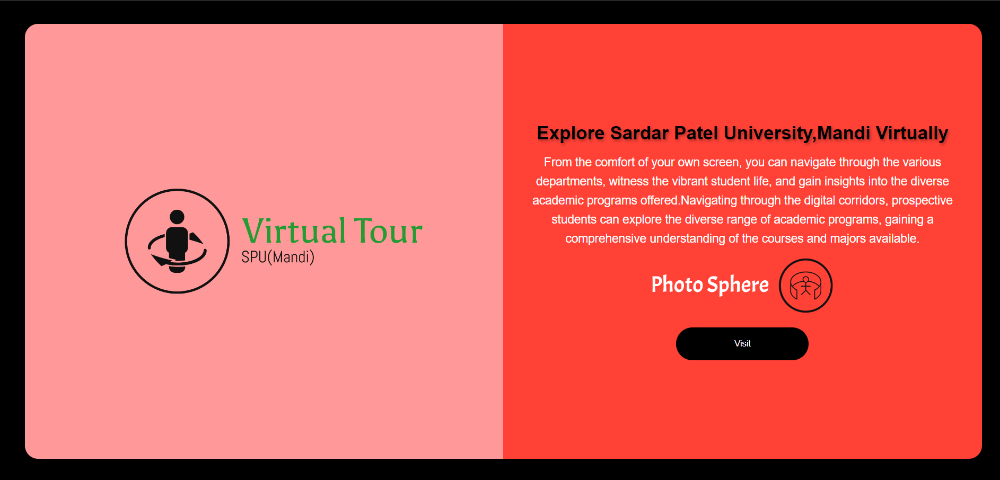 Virtual Tour
SPU(Mandi)
Explore Sardar Patel University,Mandi Virtually
From the comfort of your own screen, you can navigate through the various
departments, witness the vibrant student life, and gain insights into the diverse
academic programs offered.Navigating through the digital corridors, prospective
students can explore the diverse range of academic programs, gaining a
comprehensive understanding of the courses and majors available.
Photo Sphere
Visit